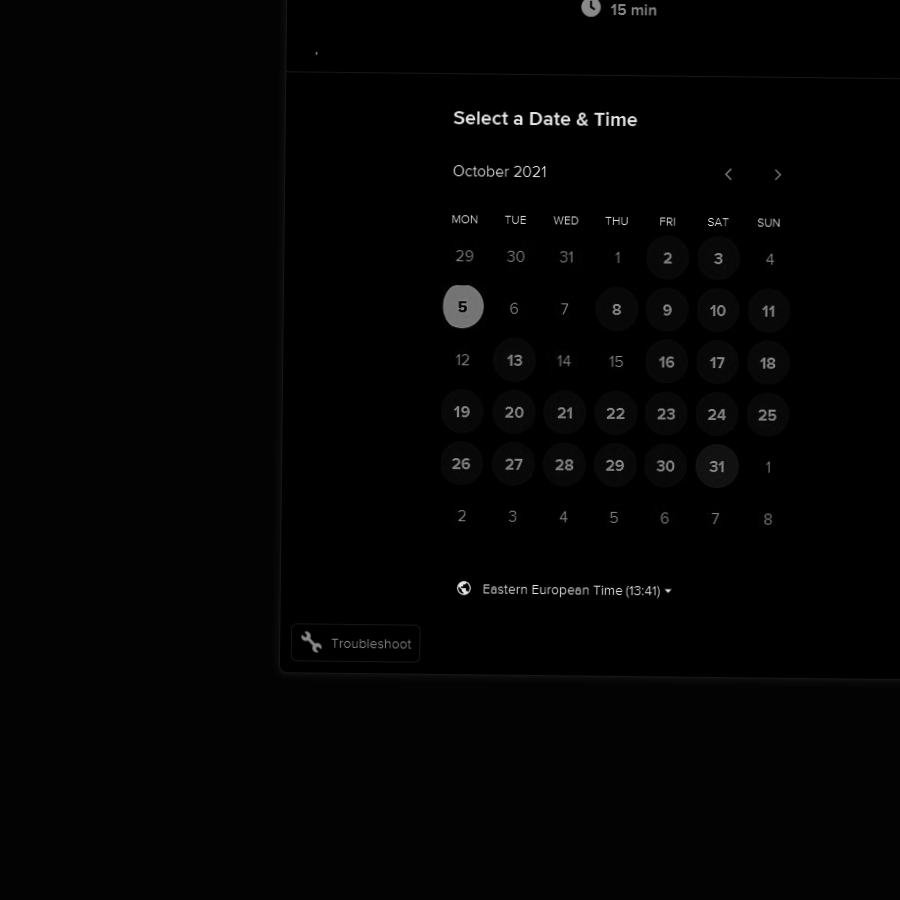 15 min
Select a Date & Time
October 2021
MON TUE WED THU FRI SAT SUN
29 30 31 1 2 3 4
5 6 7 8 9 10 11
12 13 14 15 16 17 18
19 20 21 22 23 24 25
26 27 28 29 30 31 1
2 3 4 5 6 7 8
Eastern European Time (13:41)
Troubleshoot